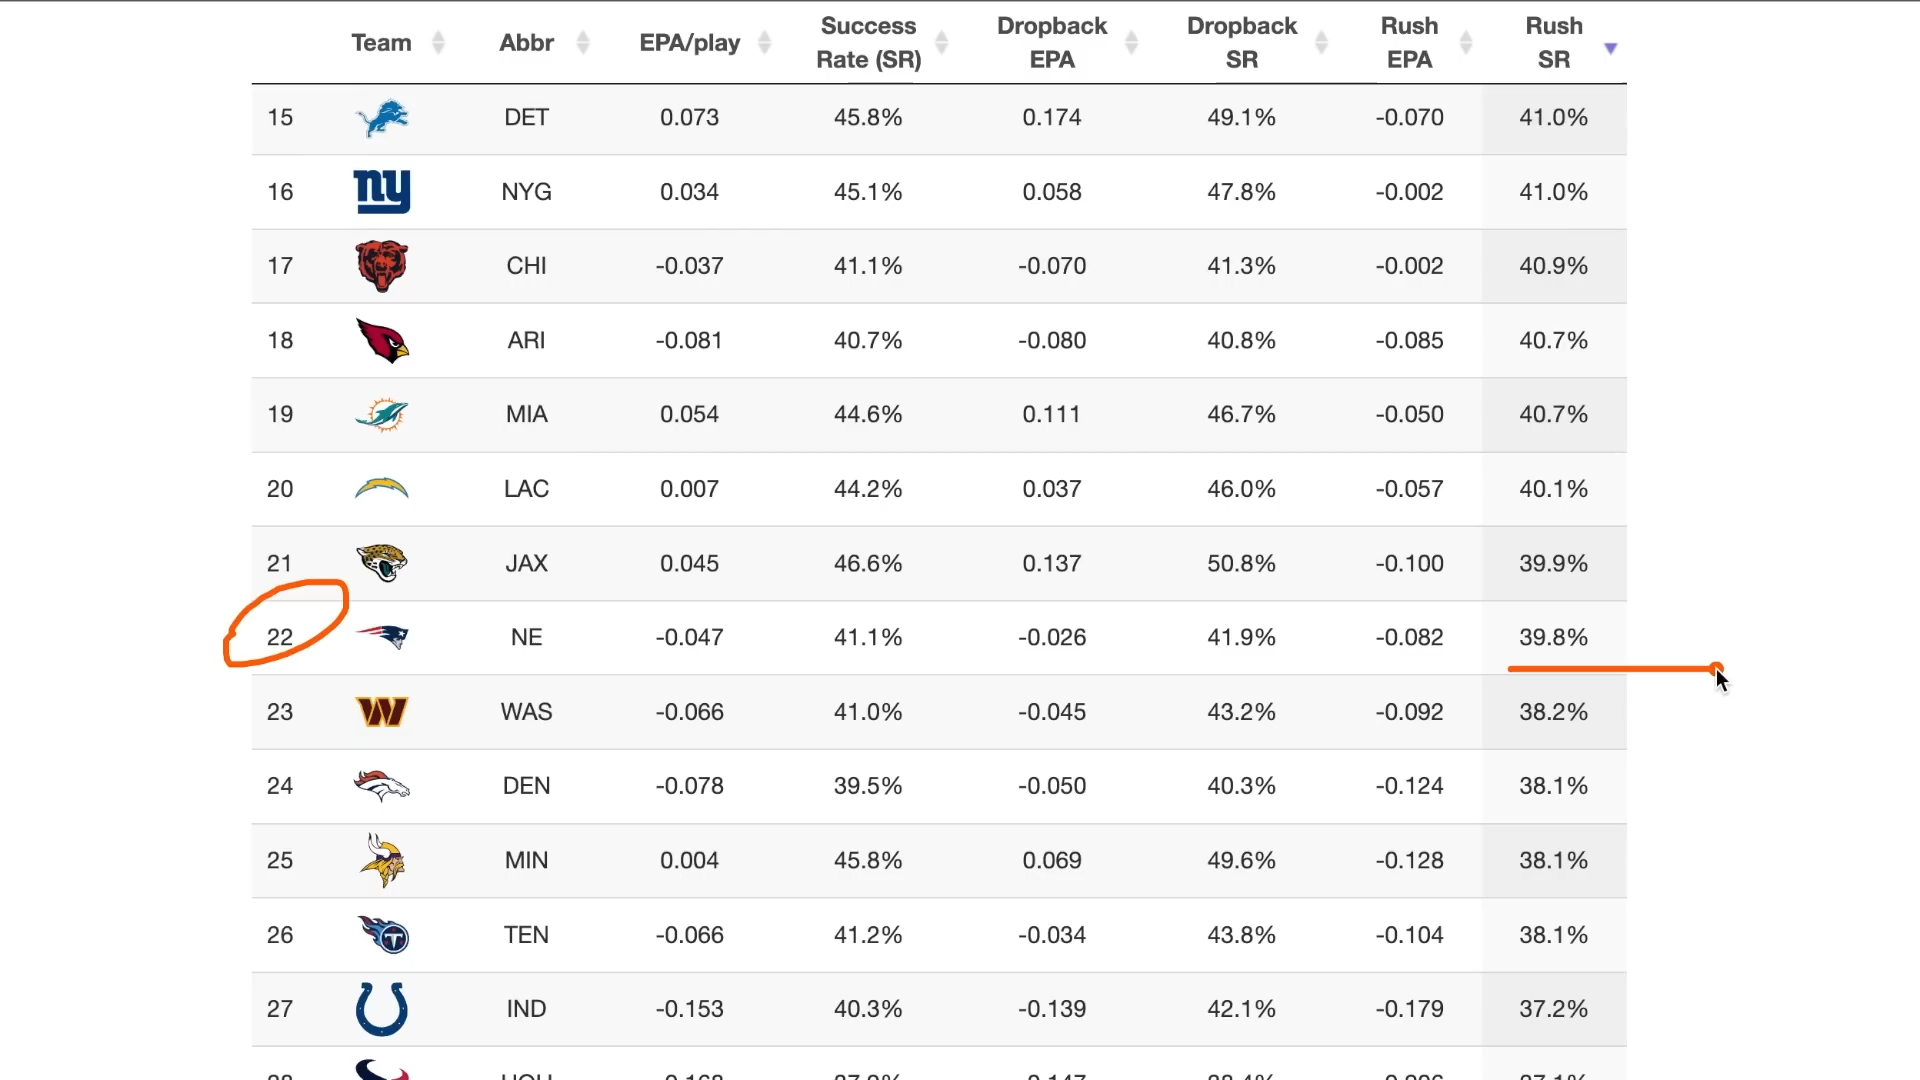 Team Abbr EPA/play Success Rate (SR) Dropback EPA Dropback SR Rush EPA Rush SR
15 DET 0.073 45.8% 0.174 49.1% -0.070 41.0%
16 ny NYG 0.034 45.1% 0.058 47.8% -0.002 41.0%
17 CHI -0.037 41.1% -0.070 41.3% -0.002 40.9%
18 ARI -0.081 40.7% -0.080 40.8% -0.085 40.7%
19 MIA 0.054 44.6% 0.111 46.7% -0.050 40.7%
20 LAC 0.007 44.2% 0.037 46.0% -0.057 40.1%
21 JAX 0.045 46.6% 0.137 50.8% -0.100 39.9%
22 NE -0.047 41.1% -0.026 41.9% -0.082 39.8%
23 W WAS -0.066 41.0% -0.045 43.2% -0.092 38.2%
24 DEN -0.078 39.5% -0.050 40.3% -0.124 38.1%
25 MIN 0.004 45.8% 0.069 49.6% -0.128 38.1%
26 T TEN -0.066 41.2% -0.034 43.8% -0.104 38.1%
27 IND -0.153 40.3% -0.139 42.1% -0.179 37.2%